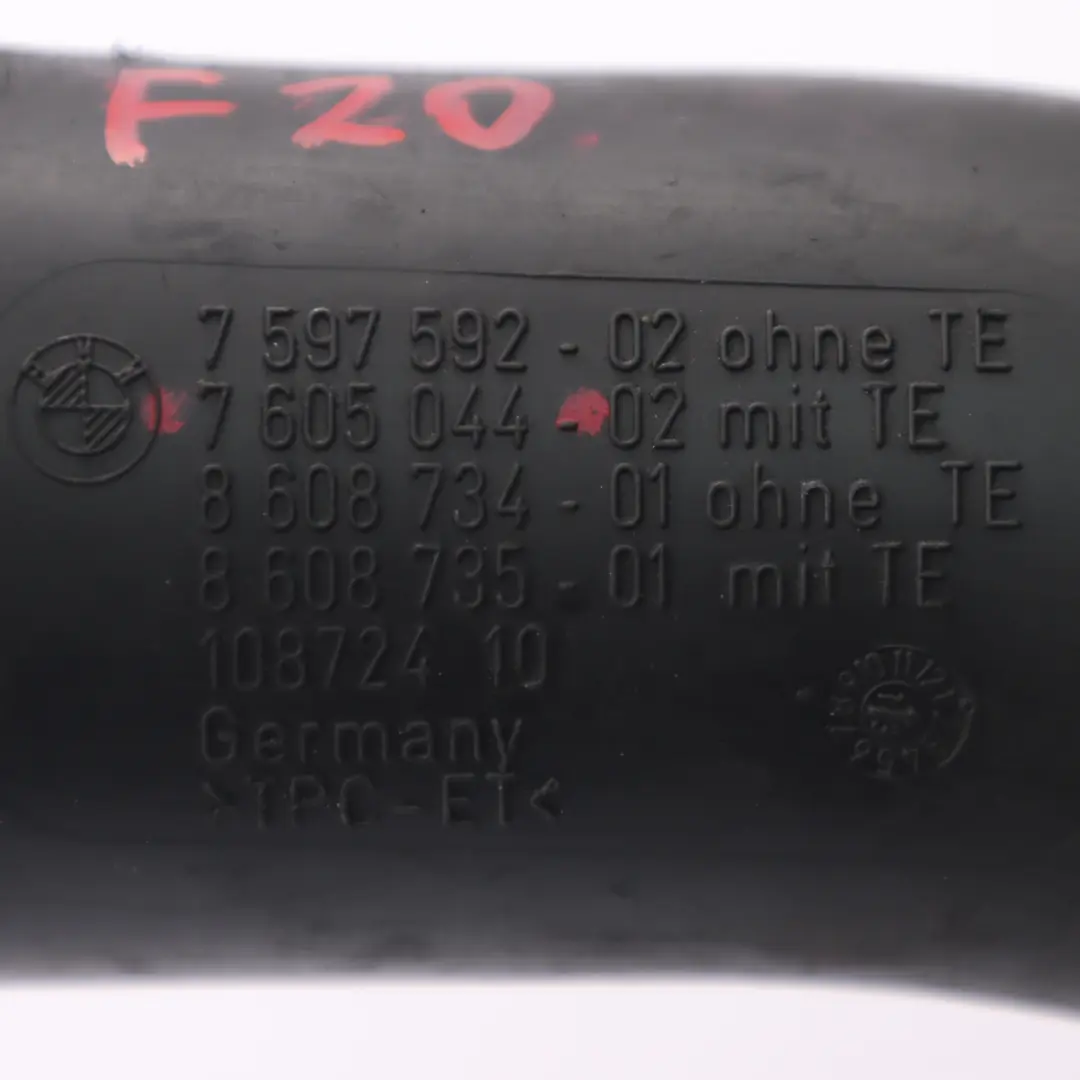 F20
7 597 592 - 02 ohne TE
7 605 044 - 02 mit TE
8 608 734 - 01 ohne TE
8 608 735 - 01 mit TE
108724 10
Germany
>TPC-ET<